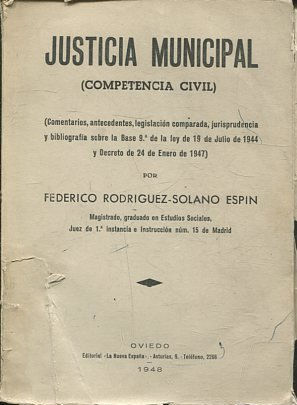 JUSTICIA MUNICIPAL
(COMPETENCIA CIVIL)
(Comentarios, antecedentes, legislación comparada, jurisprudencia
y bibliografía sobre la Base 9.ª de la ley de 19 de Julio de 1944
y Decreto de 24 de Enero de 1947)
POR
FEDERICO RODRIGUEZ-SOLANO ESPIN
Magistrado, graduado en Estudios Sociales,
Juez de 1.ª instancia e Instrucción núm. 15 de Madrid
OVIEDO
Editorial «La Nueva España».- Asturias, 6.- Teléfono, 2266
1948